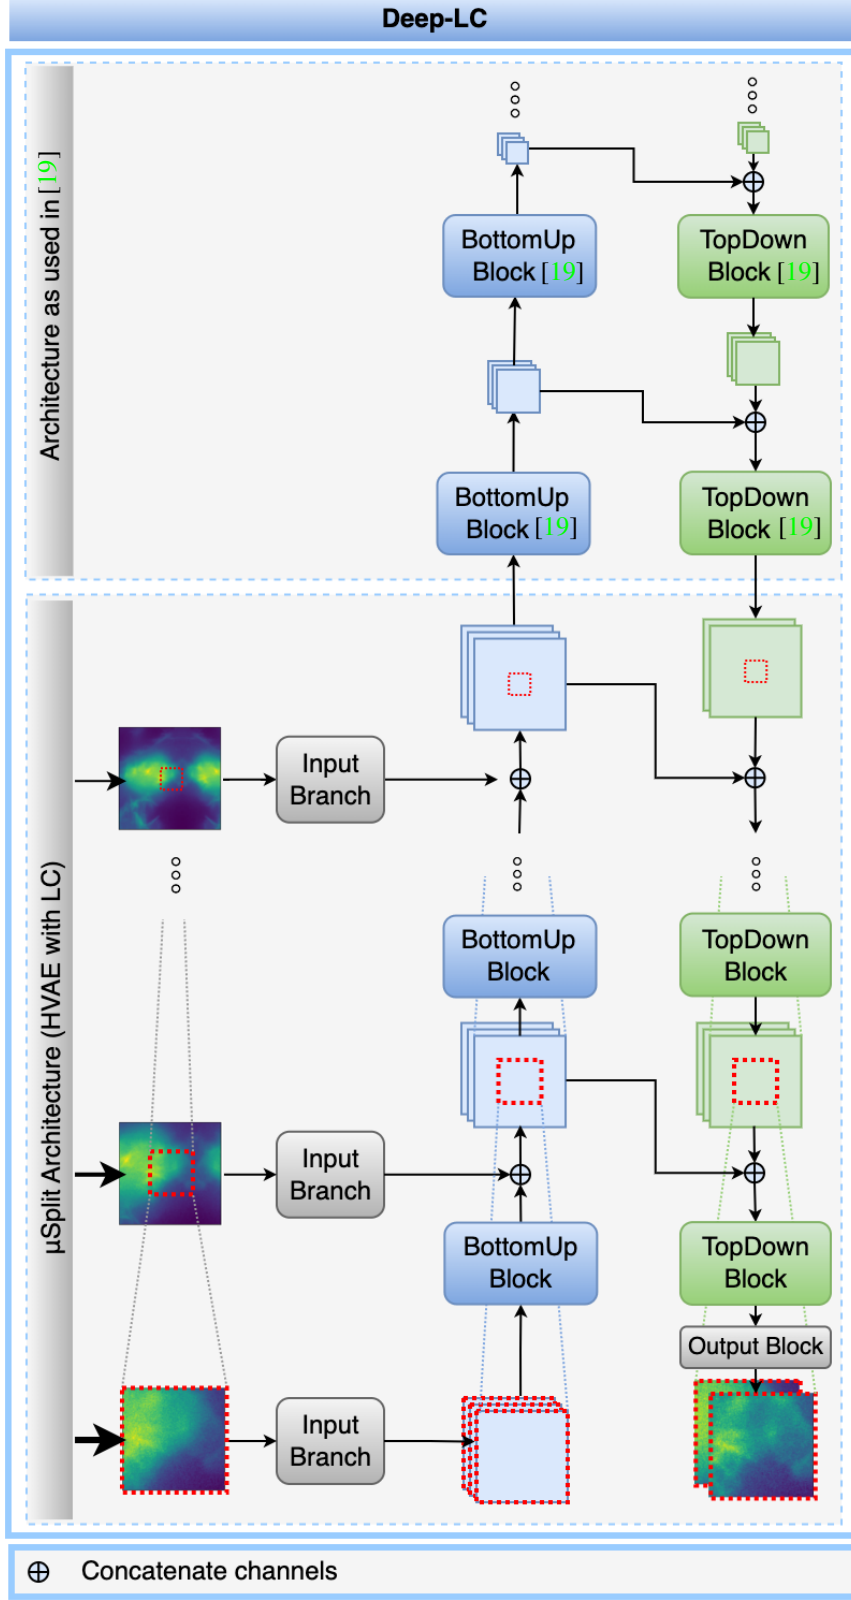 Deep-LC
Architecture as used in [19]
BottomUp
Block [19]
TopDown
Block [19]
BottomUp
Block [19]
TopDown
Block [19]
µSplit Architecture (HVAE with LC)
Input
Branch
BottomUp
Block
TopDown
Block
Input
Branch
BottomUp
Block
TopDown
Block
Output Block
Input
Branch
Concatenate channels